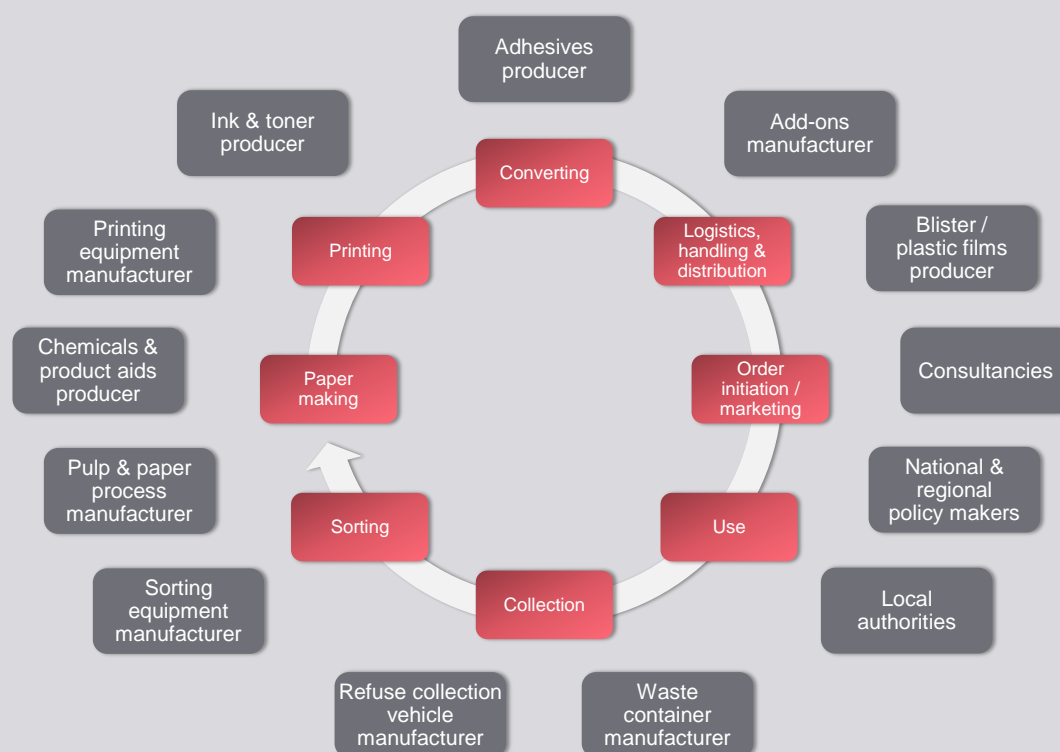 Adhesives
producer
Ink & toner
producer
Add-ons
manufacturer
Converting
Printing
equipment
manufacturer
Printing
Logistics,
handling &
distribution
Blister /
plastic films
producer
Chemicals &
product aids
producer
Paper
making
Order
initiation /
marketing
Consultancies
Pulp & paper
process
manufacturer
Sorting
Use
National &
regional
policy makers
Sorting
equipment
manufacturer
Collection
Local
authorities
Refuse collection
vehicle
manufacturer
Waste
container
manufacturer